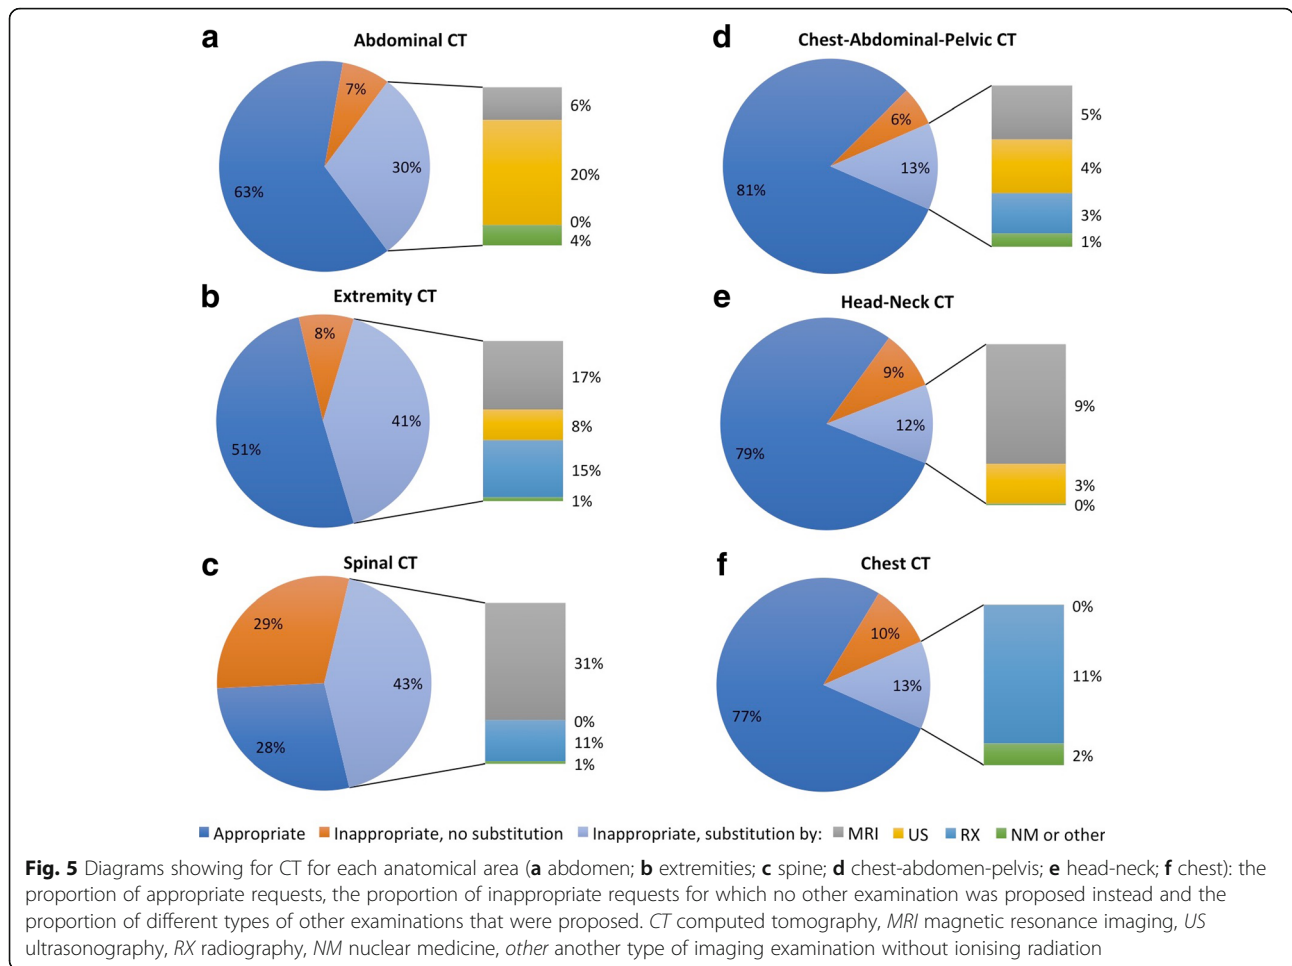 a
Abdominal CT
7%
30%
63%
6%
20%
0%
4%
d
Chest-Abdominal-Pelvic CT
6%
13%
81%
5%
4%
3%
1%
b
Extremity CT
8%
41%
51%
17%
8%
15%
1%
e
Head-Neck CT
9%
12%
79%
9%
3%
0%
c
Spinal CT
29%
43%
28%
31%
0%
11%
1%
f
Chest CT
10%
13%
77%
0%
11%
2%
Appropriate Inappropriate, no substitution Inappropriate, substitution by: MRI US RX NM or other
Fig. 5 Diagrams showing for CT for each anatomical area (a abdomen; b extremities; c spine; d chest-abdomen-pelvis; e head-neck; f chest): the
proportion of appropriate requests, the proportion of inappropriate requests for which no other examination was proposed instead and the
proportion of different types of other examinations that were proposed. CT computed tomography, MRI magnetic resonance imaging, US
ultrasonography, RX radiography, NM nuclear medicine, other another type of imaging examination without ionising radiation